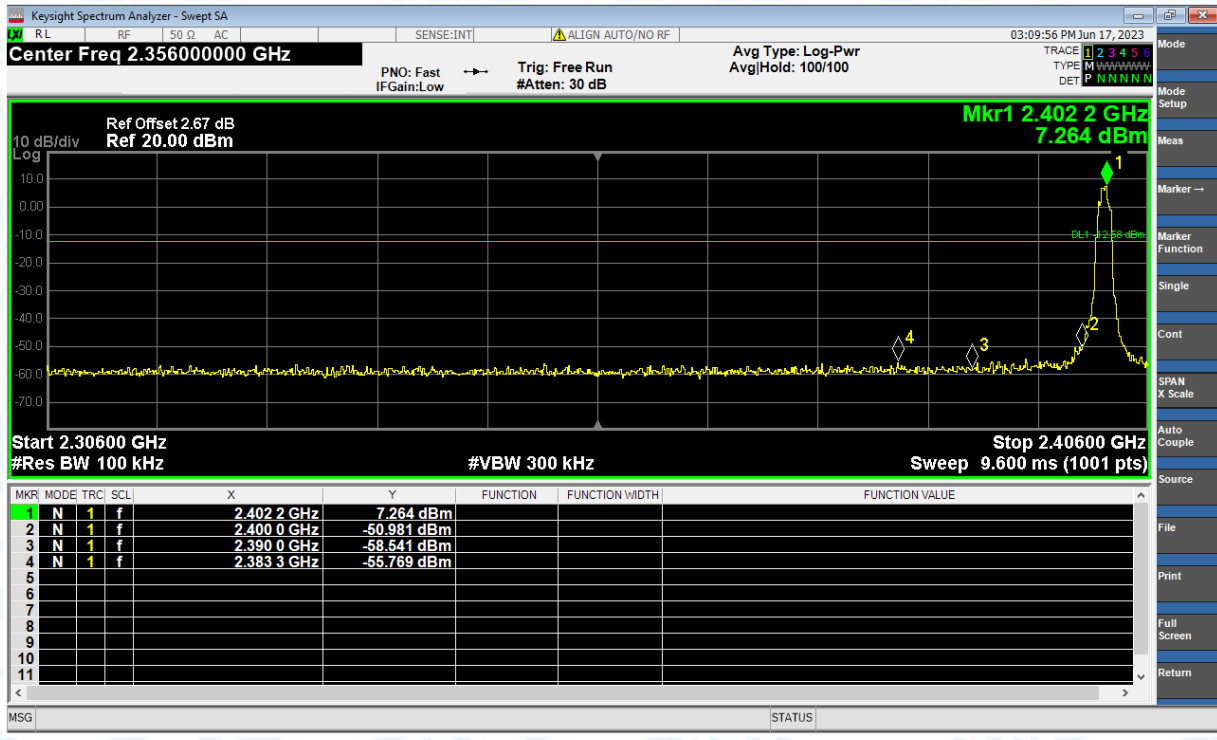 Keysight Spectrum Analyzer - Swept SA
LXI RL RF 50 Ω AC SENSE:INT ALIGN AUTO/NO RF 03:09:56 PM Jun 17, 2023
Center Freq 2.356000000 GHz
PNO: Fast
IFGain:Low
Trig: Free Run
#Atten: 30 dB
Avg Type: Log-Pwr
Avg|Hold: 100/100
TRACE 1 2 3 4 5 6
TYPE M WWWWW
DET P N N N N N
Mkr1 2.402 2 GHz
7.264 dBm
Ref Offset 2.67 dB
10 dB/div Ref 20.00 dBm
Log
10.0
0.00
-10.0
-20.0
-30.0
-40.0
-50.0
-60.0
-70.0
1
DL1 -12.58 dBm
2
3
4
Start 2.30600 GHz Stop 2.40600 GHz
#Res BW 100 kHz #VBW 300 kHz Sweep 9.600 ms (1001 pts)
MKR MODE TRC SCL X Y FUNCTION FUNCTION WIDTH FUNCTION VALUE
1 N 1 f 2.402 2 GHz 7.264 dBm
2 N 1 f 2.400 0 GHz -50.981 dBm
3 N 1 f 2.390 0 GHz -58.541 dBm
4 N 1 f 2.383 3 GHz -55.769 dBm
5
6
7
8
9
10
11
MSG STATUS
Mode
Mode
Setup
Meas
Marker→
Marker
Function
Single
Cont
SPAN
X Scale
Auto
Couple
Source
File
Print
Full
Screen
Return